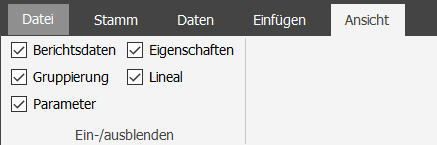 Datei Stamm Daten Einfügen Ansicht
Berichtsdaten Eigenschaften
Gruppierung Lineal
Parameter
Ein-/ausblenden